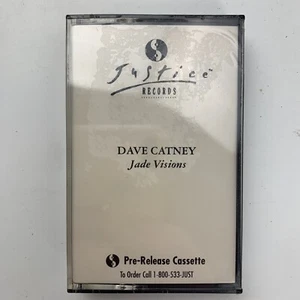 Justice
RECORDS
DAVE CATNEY
Jade Visions
Pre-Release Cassette
To Order Call 1-800-533-JUST